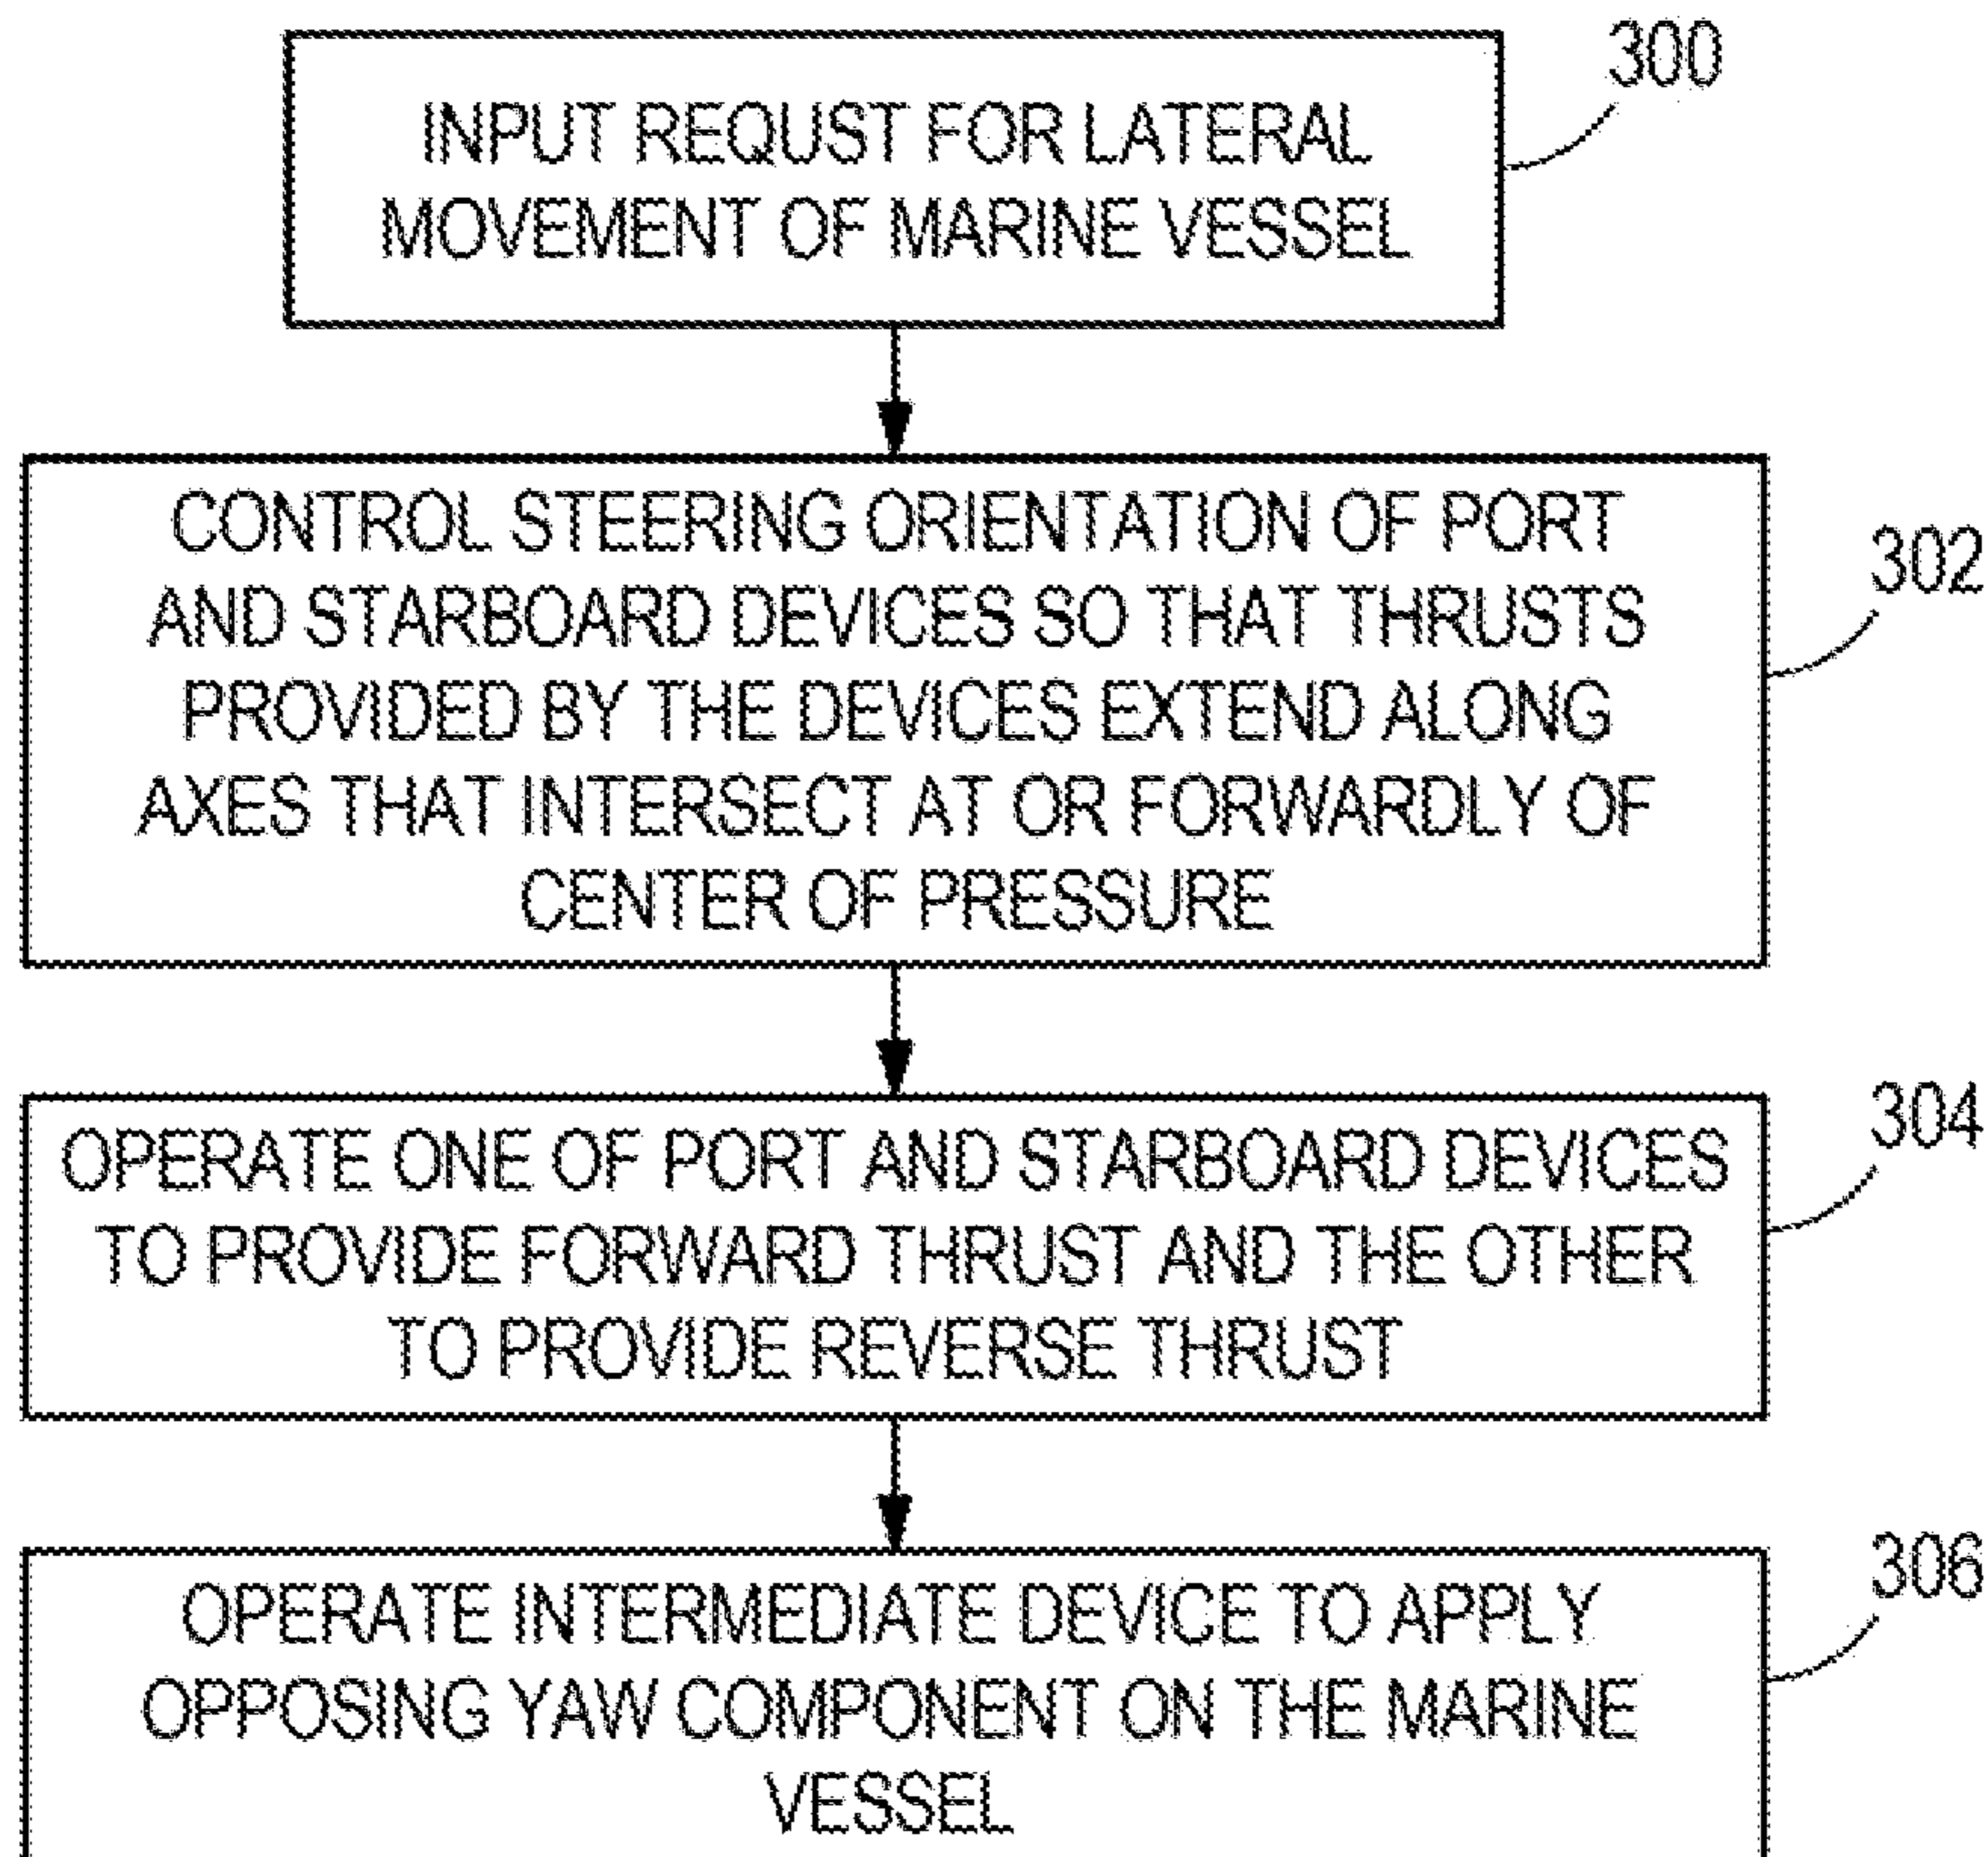 300
INPUT REQUST FOR LATERAL
MOVEMENT OF MARINE VESSEL
302
CONTROL STEERING ORIENTATION OF PORT
AND STARBOARD DEVICES SO THAT THRUSTS
PROVIDED BY THE DEVICES EXTEND ALONG
AXES THAT INTERSECT AT OR FORWARDLY OF
CENTER OF PRESSURE
304
OPERATE ONE OF PORT AND STARBOARD DEVICES
TO PROVIDE FORWARD THRUST AND THE OTHER
TO PROVIDE REVERSE THRUST
306
OPERATE INTERMEDIATE DEVICE TO APPLY
OPPOSING YAW COMPONENT ON THE MARINE
VESSEL